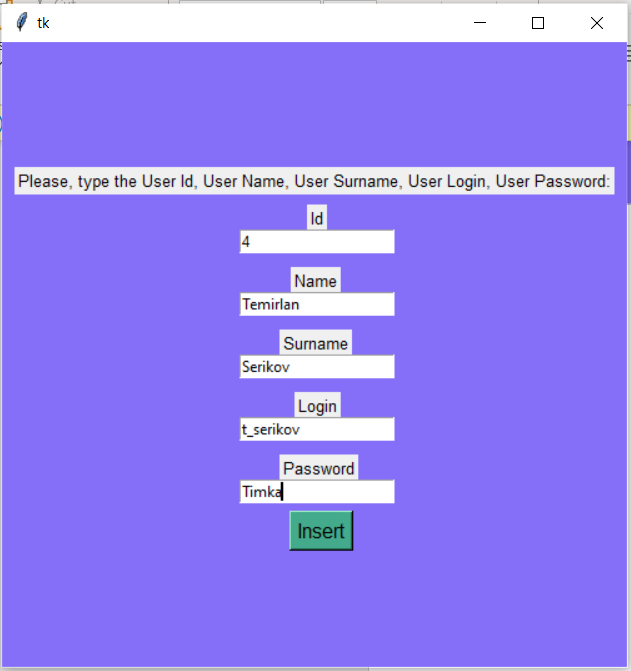 tk
Please, type the User Id, User Name, User Surname, User Login, User Password:
Id
4
Name
Temirlan
Surname
Serikov
Login
t_serikov
Password
Timka
Insert